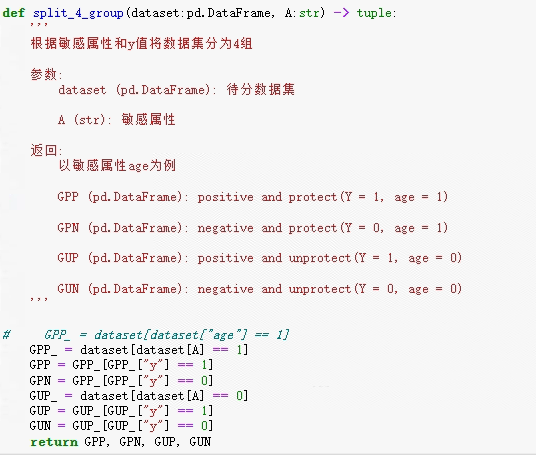 def split_4_group(dataset:pd.DataFrame, A:str) -> tuple:
'''
根据敏感属性和y值将数据集分为4组
参数:
dataset (pd.DataFrame): 待分数据集
A (str): 敏感属性
返回:
以敏感属性age为例
GPP (pd.DataFrame): positive and protect(Y = 1, age = 1)
GPN (pd.DataFrame): negative and protect(Y = 0, age = 1)
GUP (pd.DataFrame): positive and unprotect(Y = 1, age = 0)
GUN (pd.DataFrame): negative and unprotect(Y = 0, age = 0)
'''
# GPP_ = dataset[dataset["age"] == 1]
GPP_ = dataset[dataset[A] == 1]
GPP = GPP_[GPP_["y"] == 1]
GPN = GPP_[GPP_["y"] == 0]
GUP_ = dataset[dataset[A] == 0]
GUP = GUP_[GUP_["y"] == 1]
GUN = GUP_[GUP_["y"] == 0]
return GPP, GPN, GUP, GUN